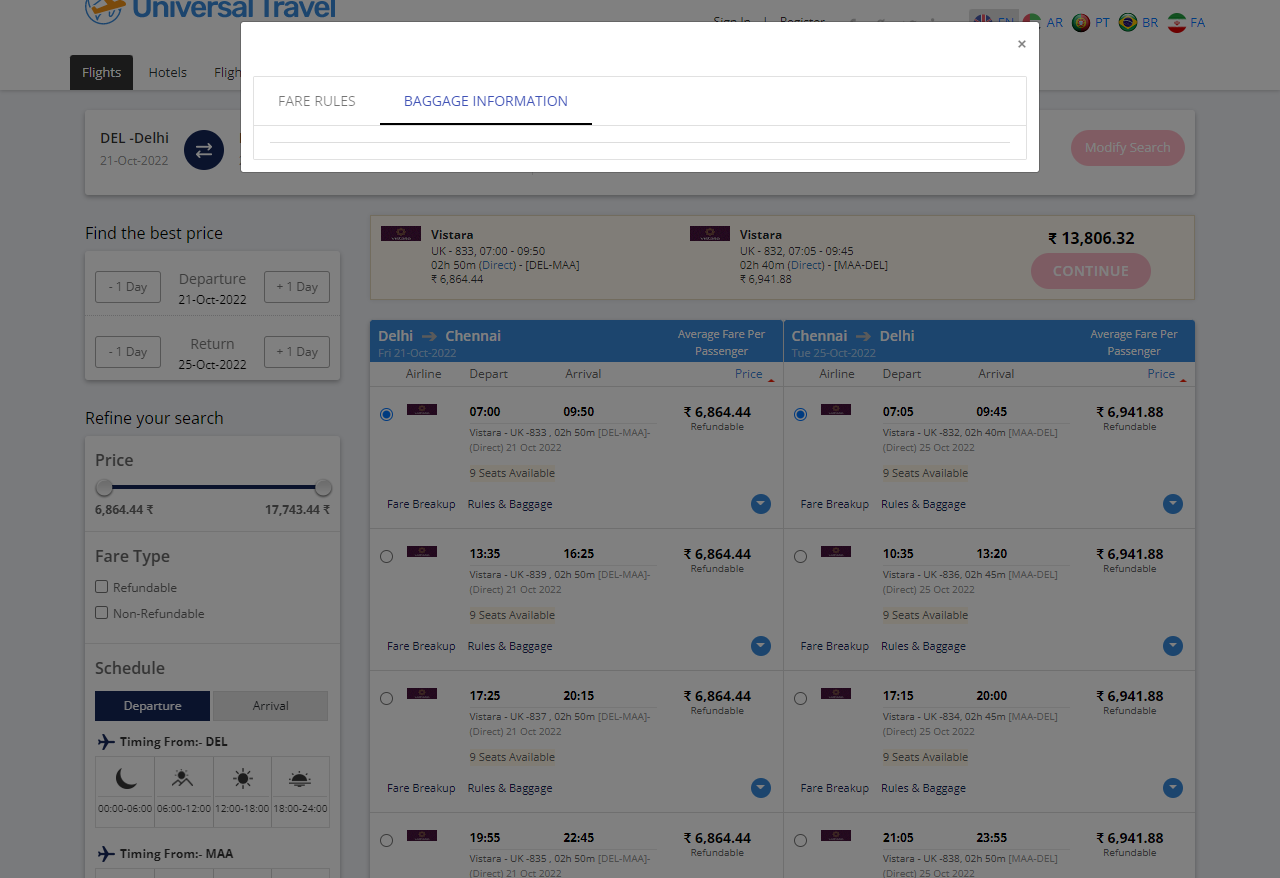 Universal Travel
Sign In | Register
EN AR PT BR FA
×
Flights Hotels Fligh
FARE RULES BAGGAGE INFORMATION
DEL -Delhi
21-Oct-2022
Modify Search
Find the best price
- 1 Day Departure + 1 Day
21-Oct-2022
- 1 Day Return + 1 Day
25-Oct-2022
Refine your search
Price
6,864.44 ₹ 17,743.44 ₹
Fare Type
Refundable
Non-Refundable
Schedule
Departure Arrival
Timing From:- DEL
00:00-06:00 06:00-12:00 12:00-18:00 18:00-24:00
Timing From:- MAA
Vistara
UK - 833, 07:00 - 09:50
02h 50m (Direct) - [DEL-MAA]
₹ 6,864.44
Vistara
UK - 832, 07:05 - 09:45
02h 40m (Direct) - [MAA-DEL]
₹ 6,941.88
₹ 13,806.32
CONTINUE
Delhi Chennai
Fri 21-Oct-2022
Average Fare Per
Passenger
Airline Depart Arrival Price
07:00 09:50 ₹ 6,864.44
Refundable
Vistara - UK -833 , 02h 50m [DEL-MAA]-
(Direct) 21 Oct 2022
9 Seats Available
Fare Breakup Rules & Baggage
13:35 16:25 ₹ 6,864.44
Refundable
Vistara - UK -839 , 02h 50m [DEL-MAA]-
(Direct) 21 Oct 2022
9 Seats Available
Fare Breakup Rules & Baggage
17:25 20:15 ₹ 6,864.44
Refundable
Vistara - UK -837 , 02h 50m [DEL-MAA]-
(Direct) 21 Oct 2022
9 Seats Available
Fare Breakup Rules & Baggage
19:55 22:45 ₹ 6,864.44
Refundable
Vistara - UK -835 , 02h 50m [DEL-MAA]-
(Direct) 21 Oct 2022
Chennai Delhi
Tue 25-Oct-2022
Average Fare Per
Passenger
Airline Depart Arrival Price
07:05 09:45 ₹ 6,941.88
Refundable
Vistara - UK -832, 02h 40m [MAA-DEL]
(Direct) 25 Oct 2022
9 Seats Available
Fare Breakup Rules & Baggage
10:35 13:20 ₹ 6,941.88
Refundable
Vistara - UK -836, 02h 45m [MAA-DEL]
(Direct) 25 Oct 2022
9 Seats Available
Fare Breakup Rules & Baggage
17:15 20:00 ₹ 6,941.88
Refundable
Vistara - UK -834, 02h 45m [MAA-DEL]
(Direct) 25 Oct 2022
9 Seats Available
Fare Breakup Rules & Baggage
21:05 23:55 ₹ 6,941.88
Refundable
Vistara - UK -838, 02h 50m [MAA-DEL]
(Direct) 25 Oct 2022